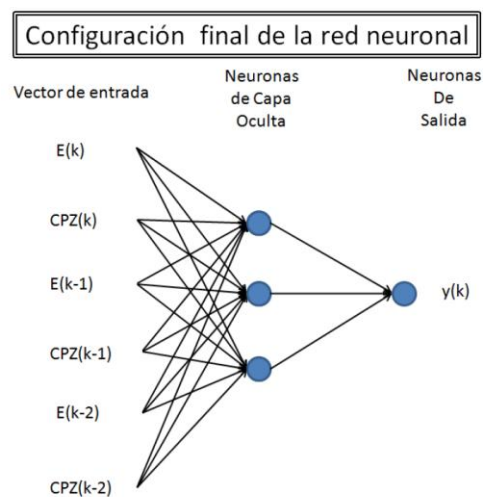 Configuración final de la red neuronal
Vector de entrada
Neuronas
de Capa
Oculta
Neuronas
De
Salida
E(k)
CPZ(k)
E(k-1)
CPZ(k-1)
E(k-2)
CPZ(k-2)
y(k)